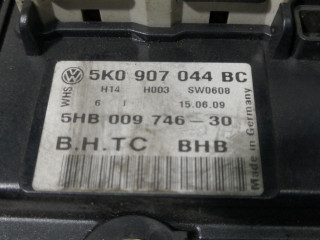 5K0 907 044 BC
WHS
H14 H003 SW0608
6 I 15.06.09
5HB 009 746-30
B.H.TC BHB
Made in Germany